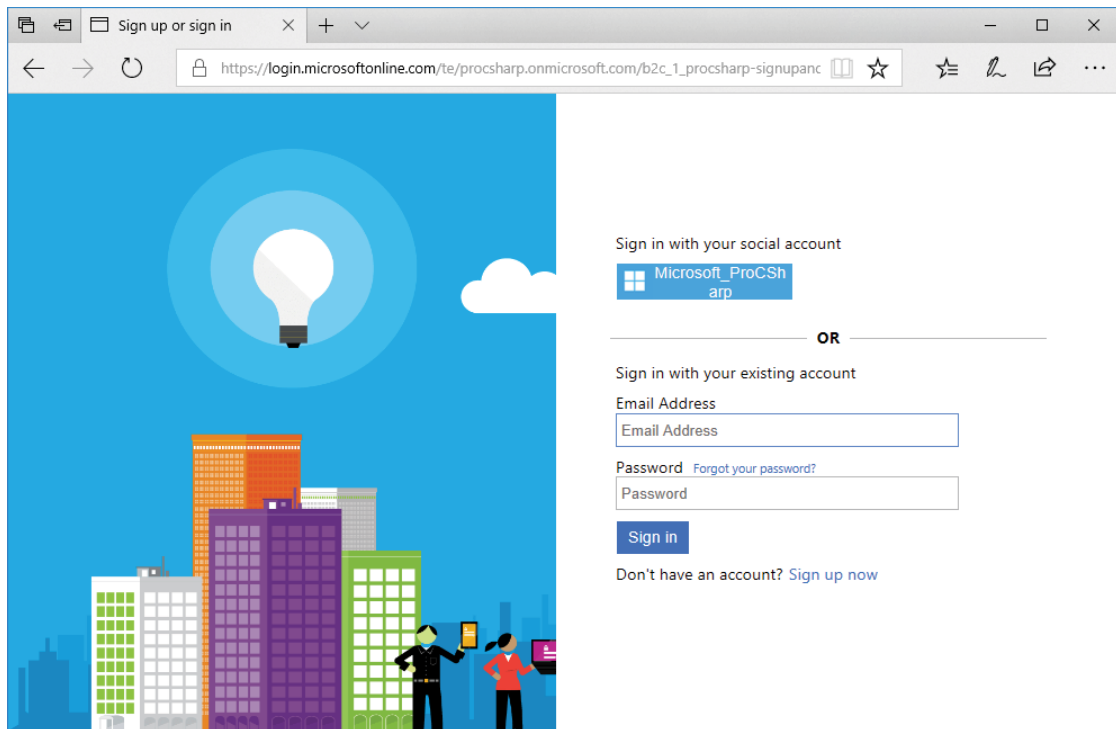 Sign up or sign in
https://login.microsoftonline.com/te/procsharp.onmicrosoft.com/b2c_1_procsharp-signupanc
Sign in with your social account
Microsoft_ProCSh
arp
OR
Sign in with your existing account
Email Address
Email Address
Password Forgot your password?
Password
Sign in
Don't have an account? Sign up now